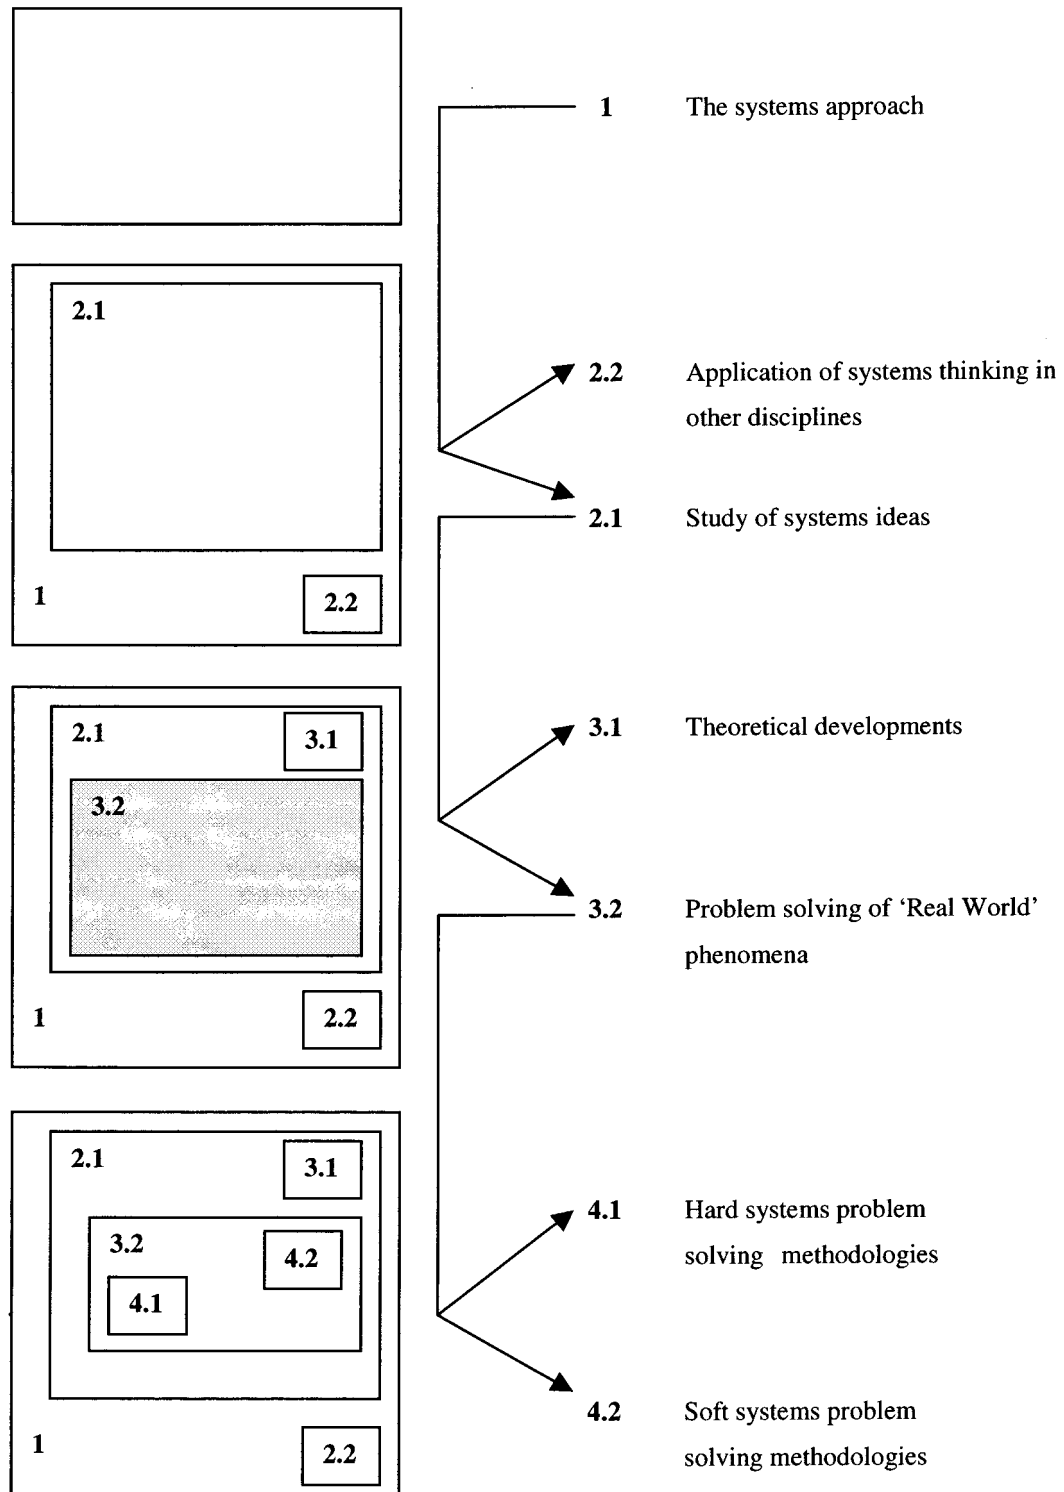 1 The systems approach
2.1
2.2 Application of systems thinking in
other disciplines
2.1 Study of systems ideas
1
2.2
2.1
3.1
3.1 Theoretical developments
3.2
3.2 Problem solving of ‘Real World’
phenomena
1
2.2
2.1
3.1
3.2
4.2
4.1
4.1 Hard systems problem
solving methodologies
4.2 Soft systems problem
solving methodologies
1
2.2